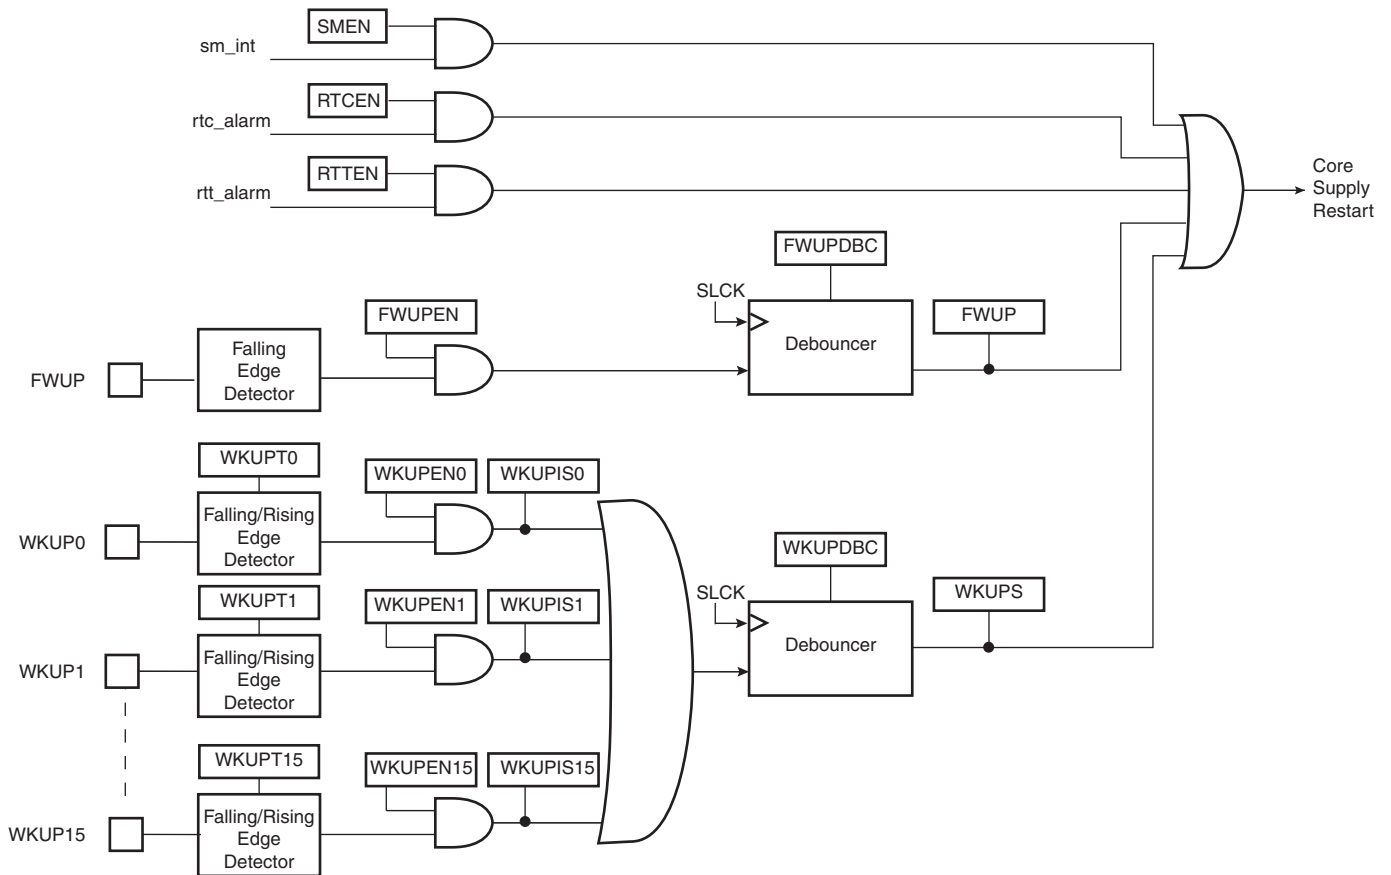 SMEN
sm_int
RTCEN
rtc_alarm
RTTEN
rtt_alarm
Core
Supply
Restart
FWUPDBC
SLCK
FWUPEN
FWUP
Debouncer
Falling
Edge
Detector
FWUP
WKUPT0
WKUPEN0
WKUPIS0
Falling/Rising
Edge
Detector
WKUP0
WKUPDBC
SLCK
WKUPT1
WKUPEN1
WKUPIS1
WKUPS
Debouncer
Falling/Rising
Edge
Detector
WKUP1
WKUPT15
WKUPEN15
WKUPIS15
Falling/Rising
Edge
Detector
WKUP15